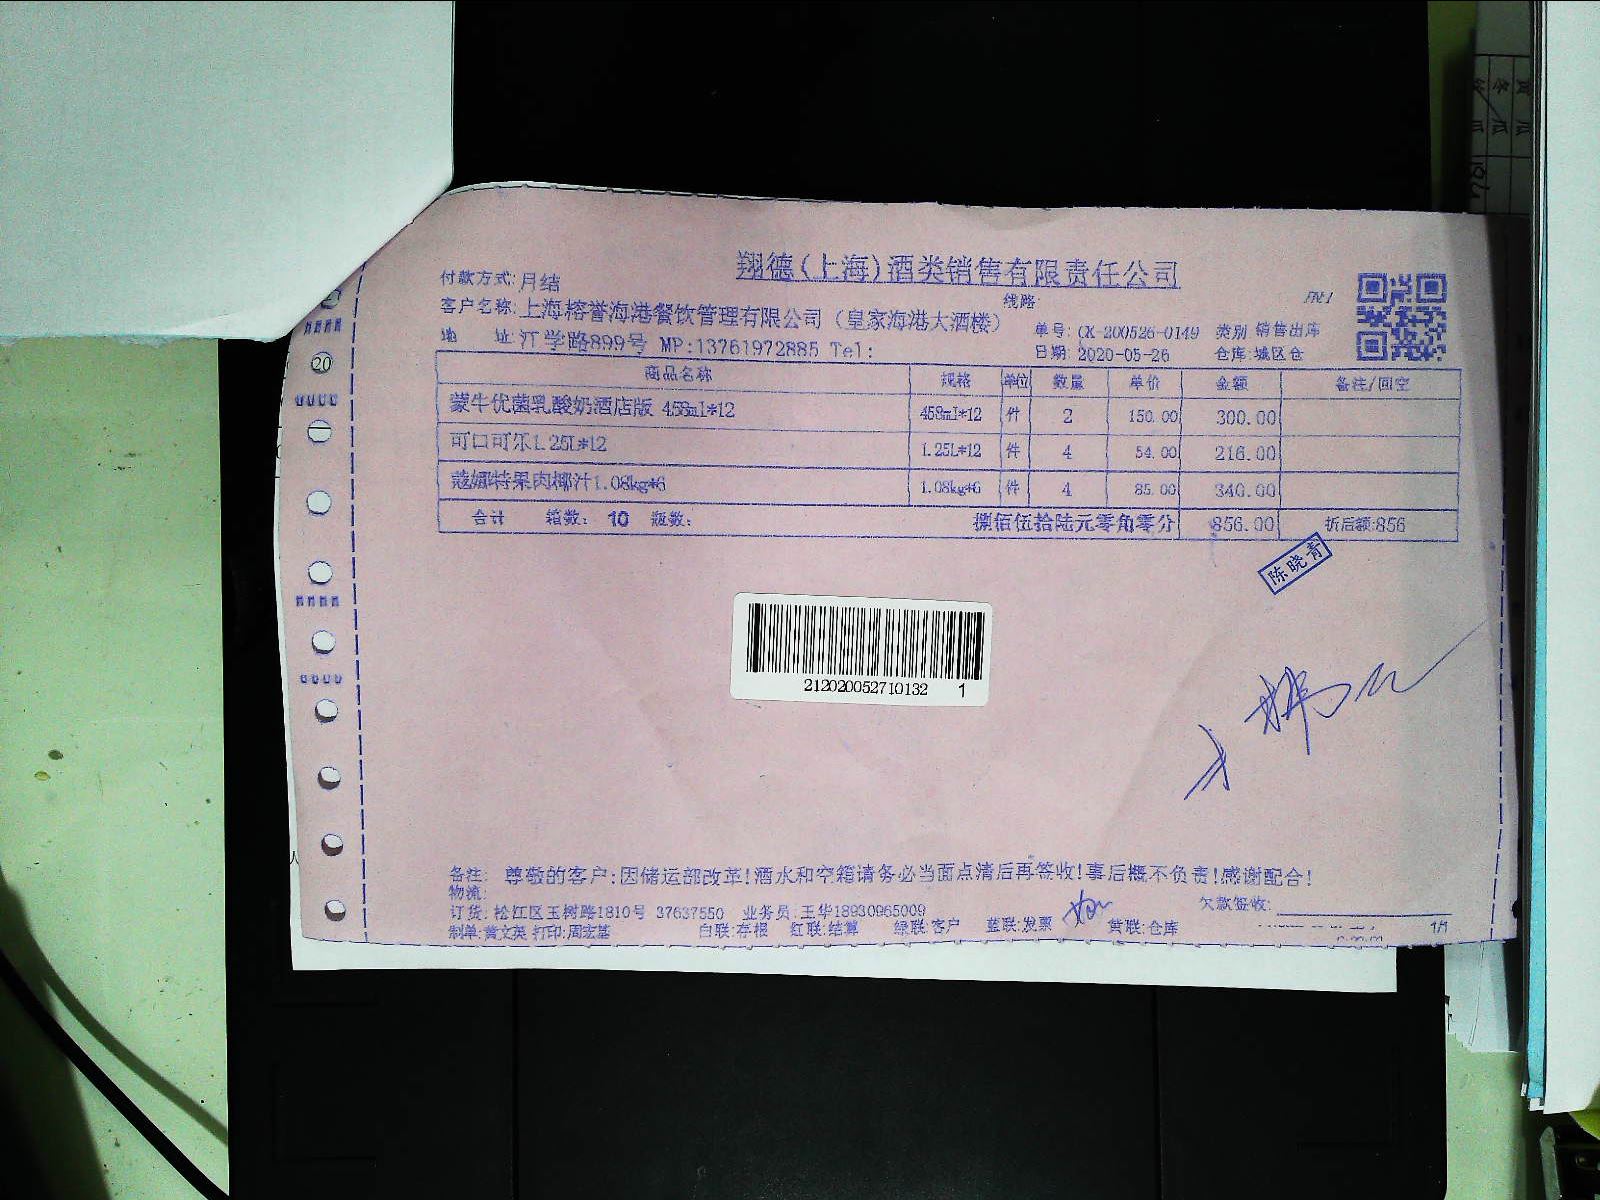 翔德(上海)酒类销售有限责任公司
付款方式:月结
线路:
客户名称:上海榕誉海港餐饮管理有限公司（皇家海港大酒楼）
单号: CK-200526-0149 类别 销售出库
地 址:江学路899号 MP:13761972885 Tel:
日期: 2020-05-26 仓库:城区仓
商品名称 规格 单位 数量 单价 金额 备注/回空
蒙牛优菌乳酸奶酒店版 458ml*12 458ml*12 件 2 150.00 300.00
可口可乐1.25L*12 1.25L*12 件 4 54.00 216.00
蔻娜特果肉椰汁1.08kg*6 1.08kg*6 件 4 85.00 340.00
合计 箱数: 10 瓶数: 捌佰伍拾陆元零角零分 856.00 折后额:856
陈晓青
212020052710132 1
备注: 尊敬的客户:因储运部改革!酒水和空箱请务必当面点清后再签收!事后概不负责!感谢配合!
物流:
订货: 松江区玉树路1810号 37637550 业务员:王华18930965009 欠款签收:
制单:黄文英 打印:周宏基 白联:存根 红联:结算 绿联:客户 蓝联:发票 黄联:仓库 1/1